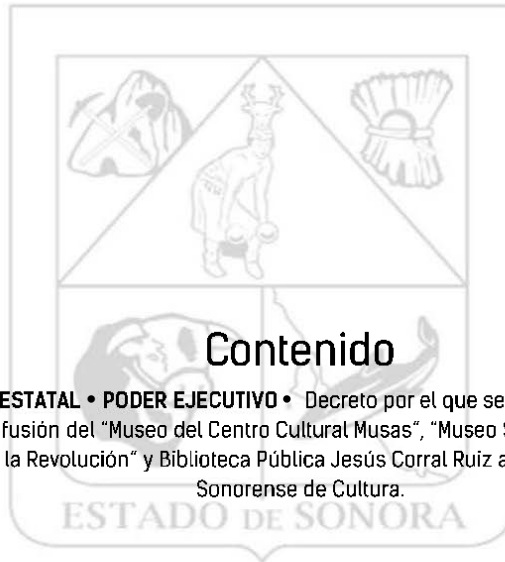 Contenido
ESTATAL • PODER EJECUTIVO • Decreto por el que se
fusión del "Museo del Centro Cultural Musas", "Museo
la Revolución" y Biblioteca Pública Jesús Corral Ruiz a
Sonorense de Cultura.
ESTADO DE SONORA